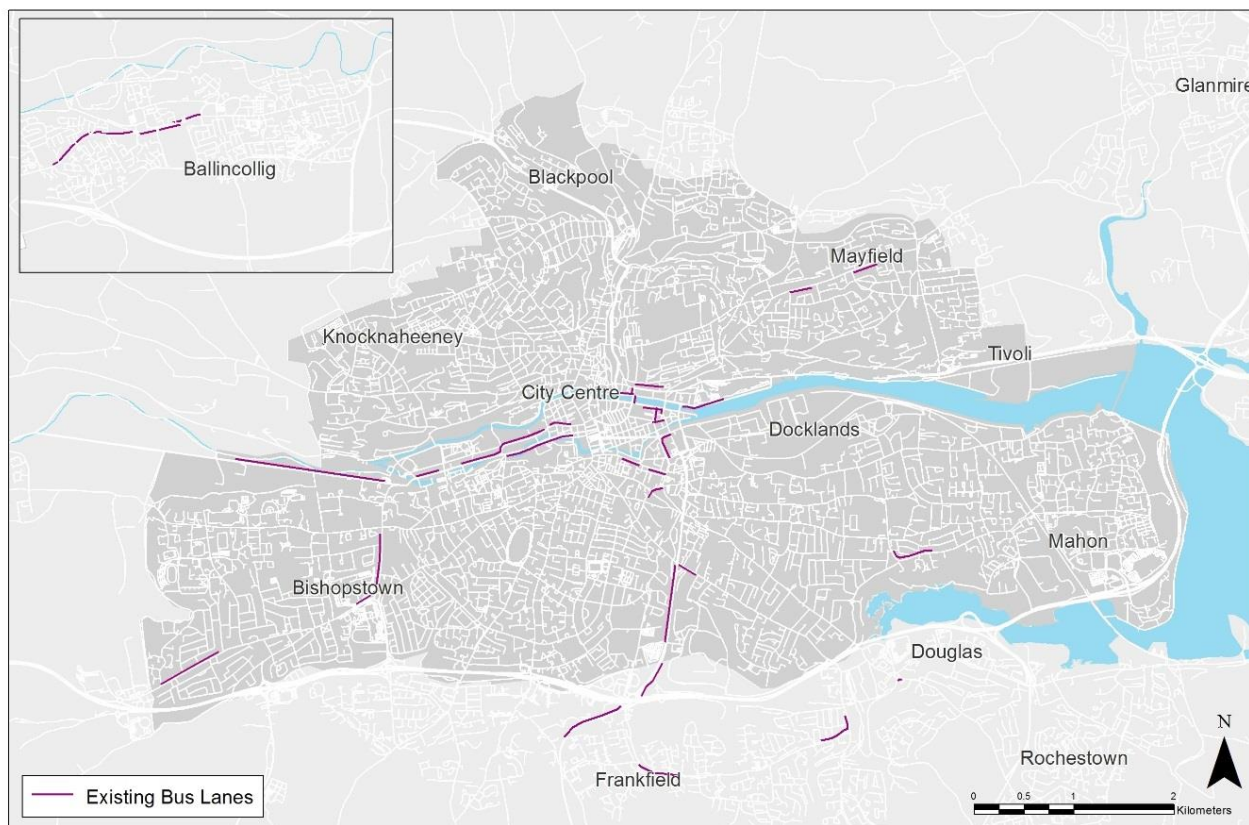 Glanmire
Ballincollig
Blackpool
Mayfield
Knocknaheeney
Tivoli
City Centre
Docklands
Mahon
Bishopstown
Douglas
N
Rochestown
Frankfield
Existing Bus Lanes
0 0.5 1 2
Kilometers